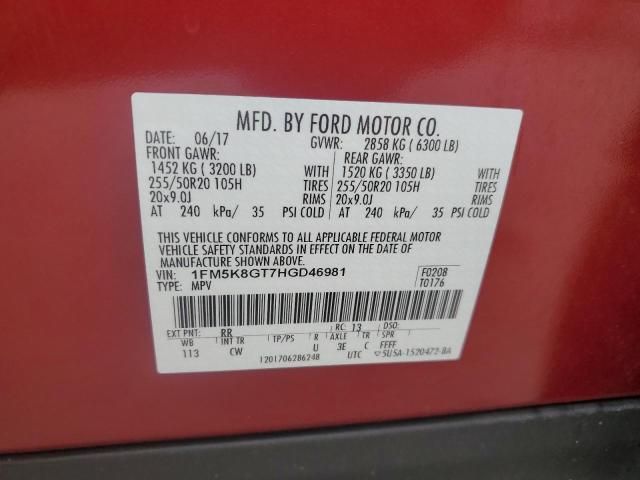 MFD. BY FORD MOTOR CO.
DATE: 06/17 GVWR: 2858 KG ( 6300 LB)
FRONT GAWR: REAR GAWR:
1452 KG ( 3200 LB) WITH 1520 KG ( 3350 LB) WITH
255/50R20 105H TIRES 255/50R20 105H TIRES
20x9.0J RIMS 20x9.0J RIMS
AT 240 kPa/ 35 PSI COLD AT 240 kPa/ 35 PSI COLD
THIS VEHICLE CONFORMS TO ALL APPLICABLE FEDERAL MOTOR
VEHICLE SAFETY STANDARDS IN EFFECT ON THE DATE OF
MANUFACTURE SHOWN ABOVE.
VIN: 1FM5K8GT7HGD46981 F0208
TYPE: MPV T0176
EXT PNT: RR RC: 13 DSO:
WB INT TR TP/PS R AXLE TR SPR
113 CW U 3E C FFFF
1201706286248 UTC ▽5U5A-1520472-BA